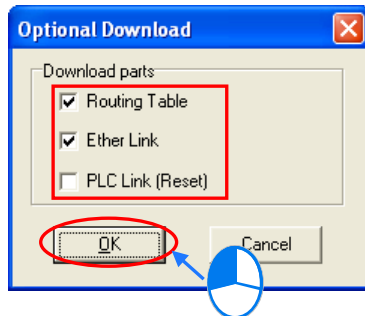 Optional Download
Download parts
Routing Table
Ether Link
PLC Link (Reset)
OK
Cancel